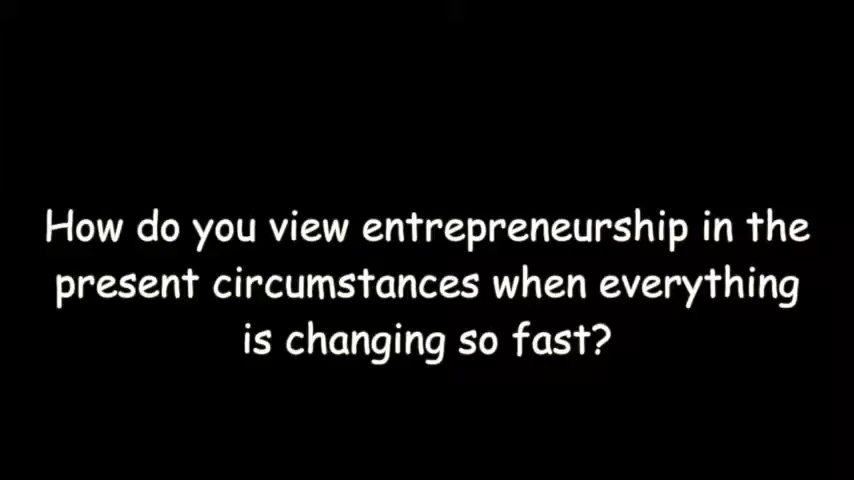 How do you view entrepreneurship in the
present circumstances when everything
is changing so fast?